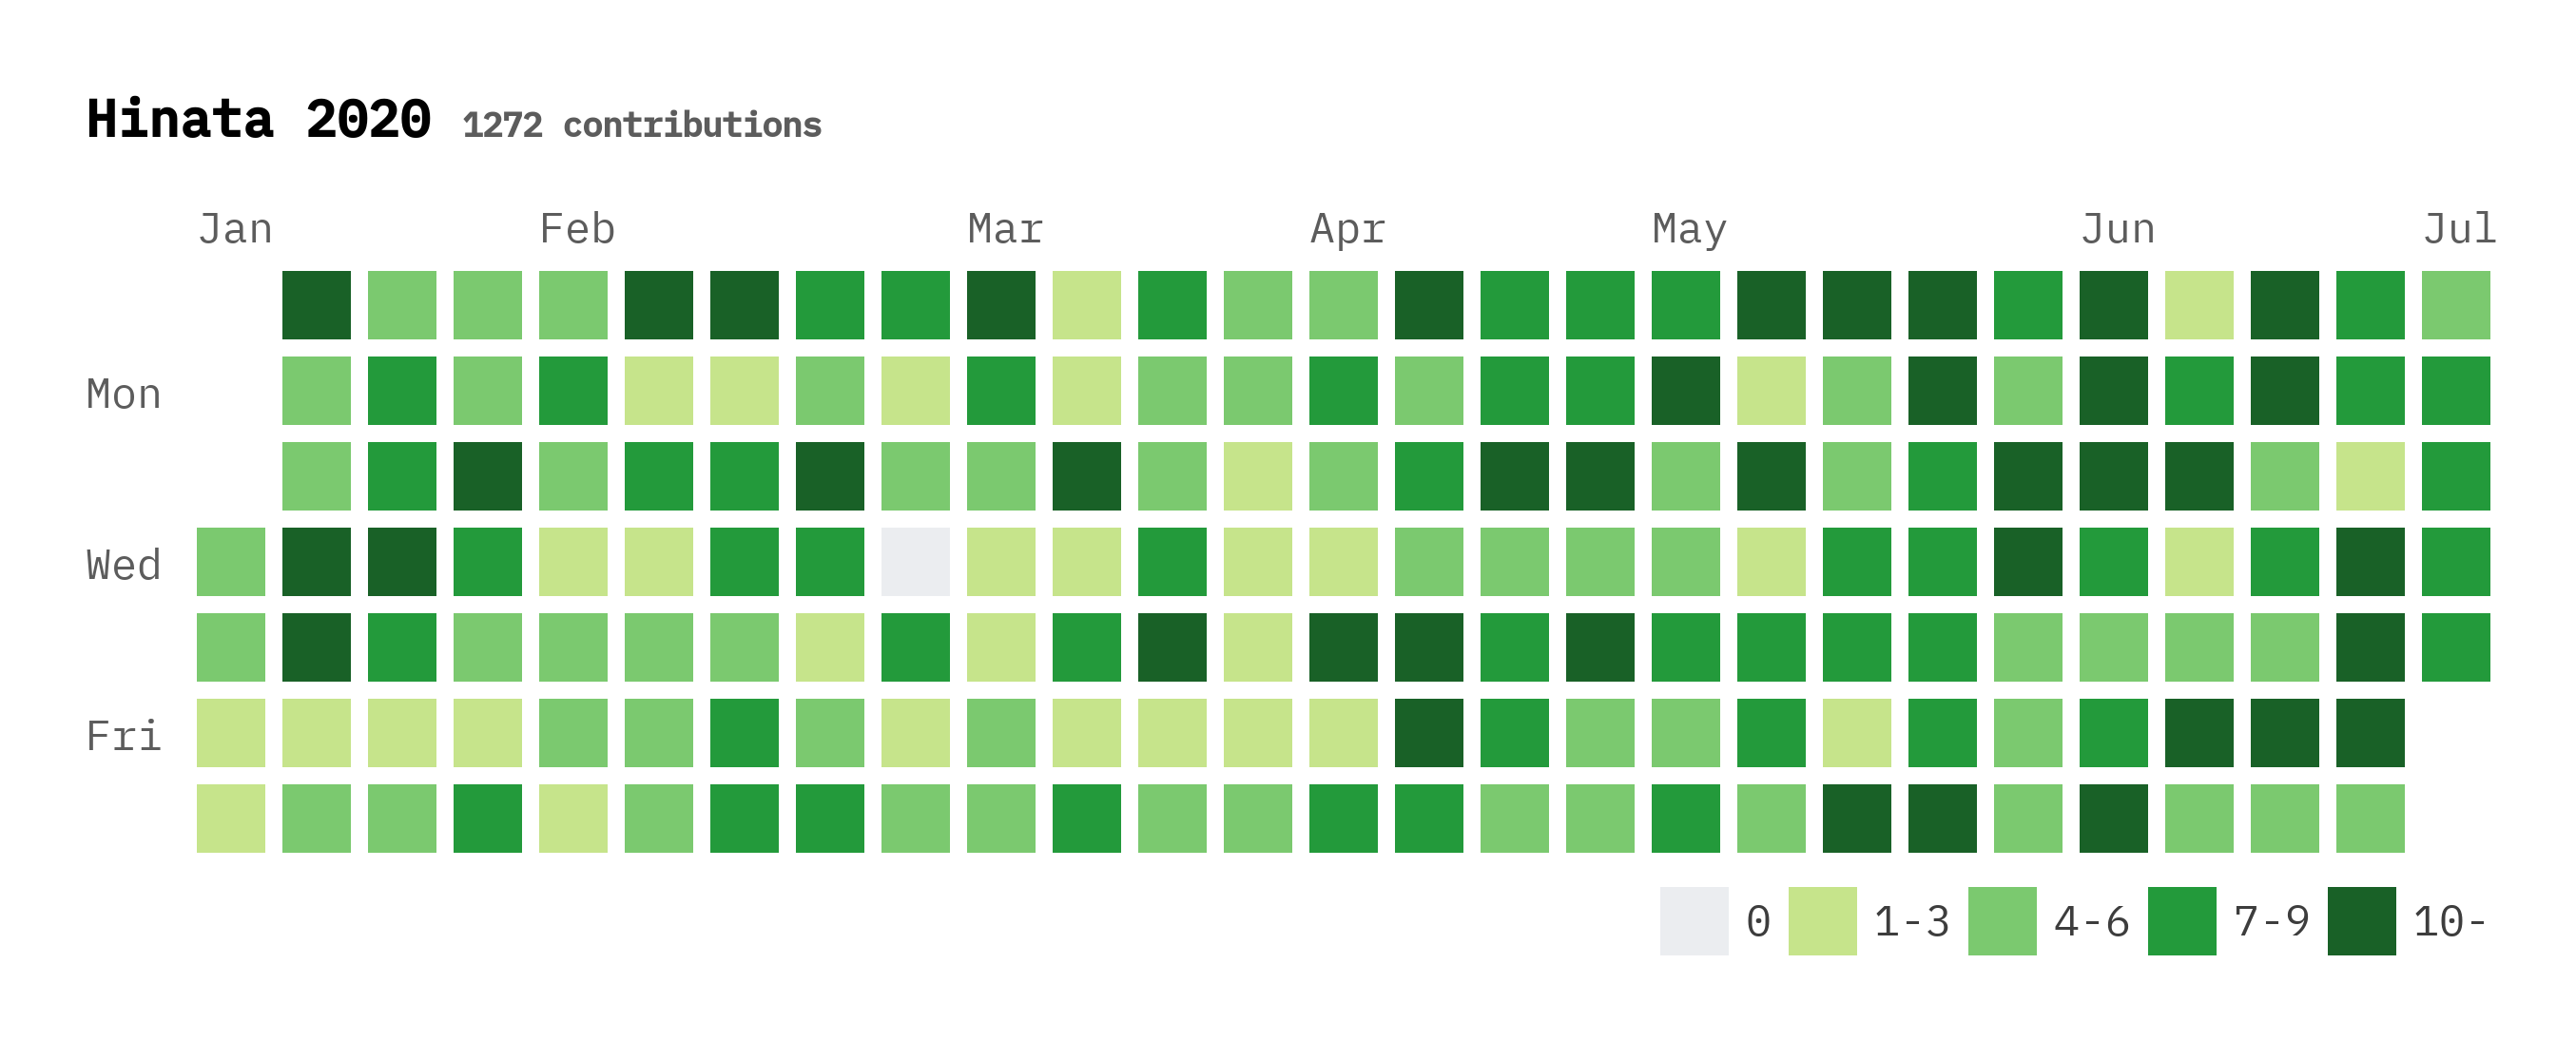 Hinata 2020 1272 contributions
Jan Feb Mar Apr May Jun Jul
Mon
Wed
Fri
0 1-3 4-6 7-9 10-